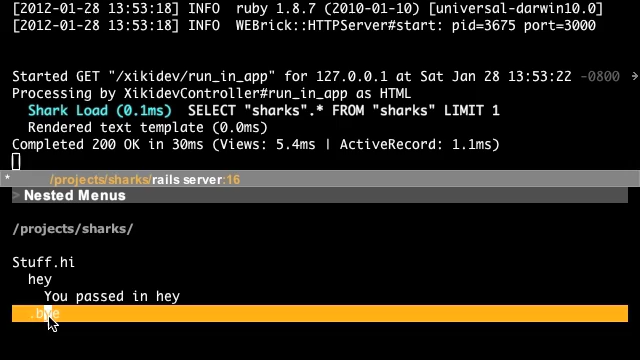 [2012-01-28 13:53:18] INFO  ruby 1.8.7 (2010-01-10) [universal-darwin10.0]
[2012-01-28 13:53:18] INFO  WEBrick::HTTPServer#start: pid=3675 port=3000
Started GET "/xikidev/run_in_app" for 127.0.0.1 at Sat Jan 28 13:53:22 -0800
Processing by XikidevController#run_in_app as HTML
Shark Load (0.1ms)  SELECT "sharks".* FROM "sharks" LIMIT 1
Rendered text template (0.0ms)
Completed 200 OK in 30ms (Views: 5.4ms | ActiveRecord: 1.1ms)
* /projects/sharks/rails server:16
> Nested Menus
/projects/sharks/
Stuff.hi
hey
You passed in hey
.bye